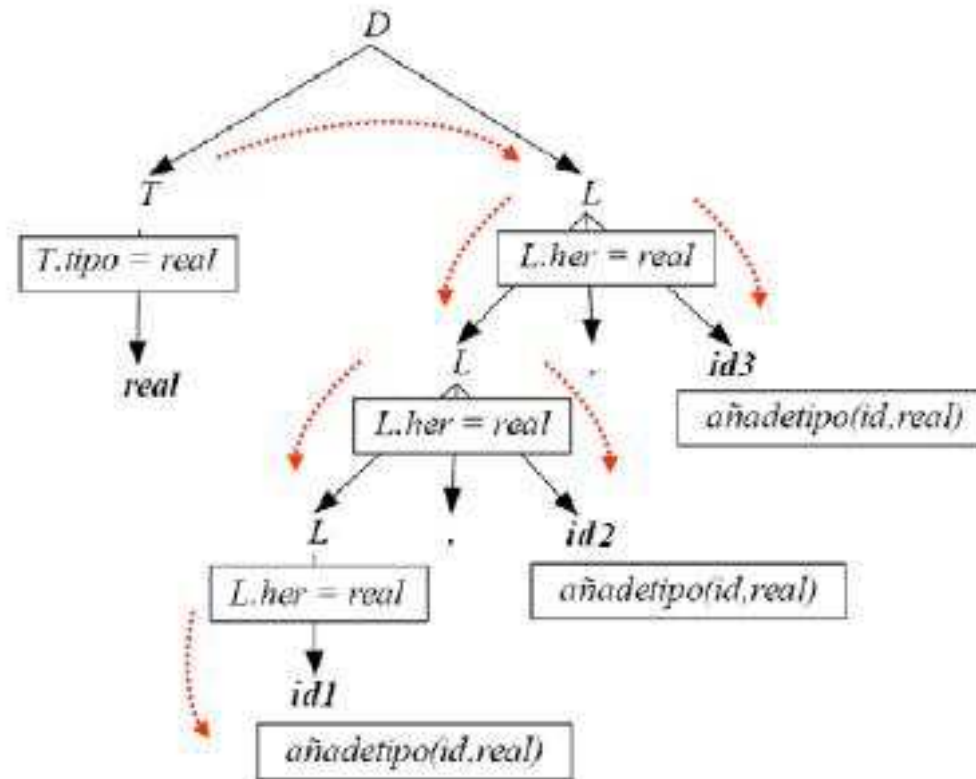 D
T
L
T.tipo = real
L.her = real
real
L
,
id3
añadetipo(id,real)
L.her = real
L
,
id2
añadetipo(id,real)
L.her = real
id1
añadetipo(id,real)